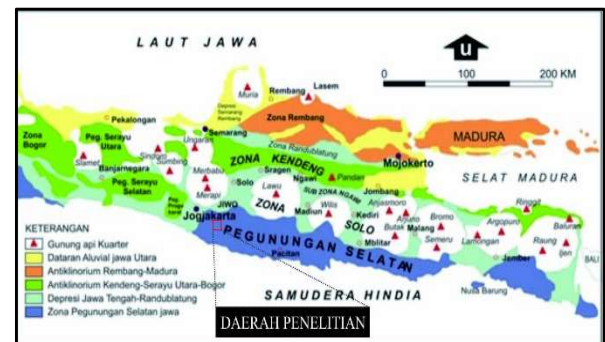 LAUT JAWA
u
0 100 200 KM
Muria
Rembang
Lasem
Depresi
Semarang
Rembang
Zona Rembang
MADURA
Pekalongan
Ungaran
Semarang
Zona Randublatung
Zona
Bogor
Peg. Serayu
Utara
Slamet
Sindoro
Sumbing
Banjarnegara
Merbabu
Merapi
ZONA KENDENG
Pandan
Mojokerto
SELAT MADURA
Sragen
Ngawi
Solo
Lawu
SUB ZONA NGAWI
Jombang
Peg. Serayu
Selatan
JIWO
Jogjakarta
ZONA
Madiun
Wilis
Kediri
SOLO
Anjasmoro
Arjuno
Butak
Malang
Bromo
Semeru
Mblitar
Lamongan
Argopuro
Ringgit
Baluran
Raung
Ijen
Jember
BALI
PEGUNUNGAN SELATAN
Pacitan
SAMUDERA HINDIA
Nusa Barung
KETERANGAN
Gunung api Kuarter
Dataran Aluvial jawa Utara
Antiklinorium Rembang-Madura
Antiklinorium Kendeng-Serayu Utara-Bogor
Depresi Jawa Tengah-Randublatung
Zona Pegunungan Selatan jawa
DAERAH PENELITIAN